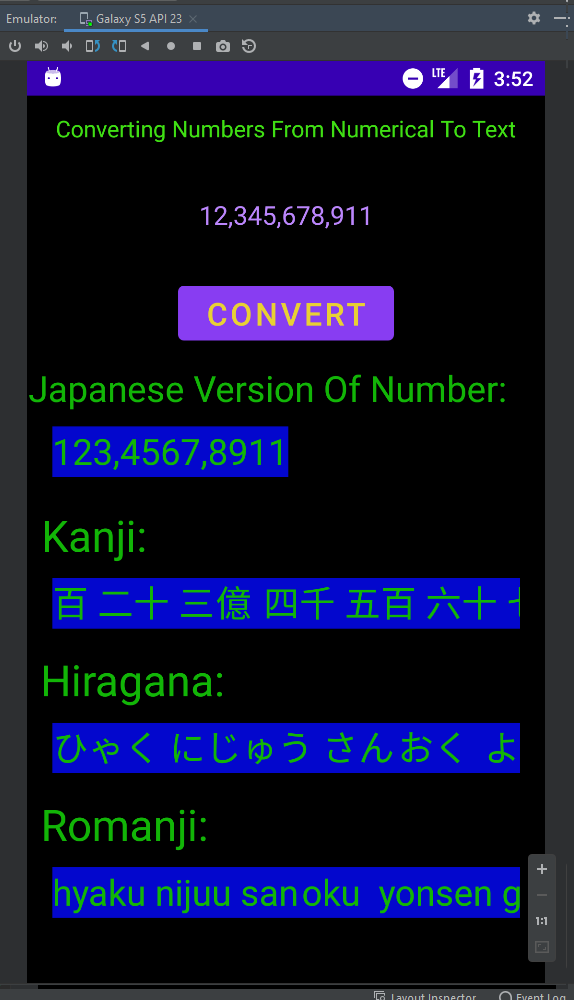 Emulator: Galaxy S5 API 23
LTE 3:52
Converting Numbers From Numerical To Text
12,345,678,911
CONVERT
Japanese Version Of Number:
123,4567,8911
Kanji:
百 二十 三億 四千 五百 六十
Hiragana:
ひゃく にじゅう さんおく よ
Romanji:
hyaku nijuu sanoku yonsen g
1:1
Layout Inspector Event Log